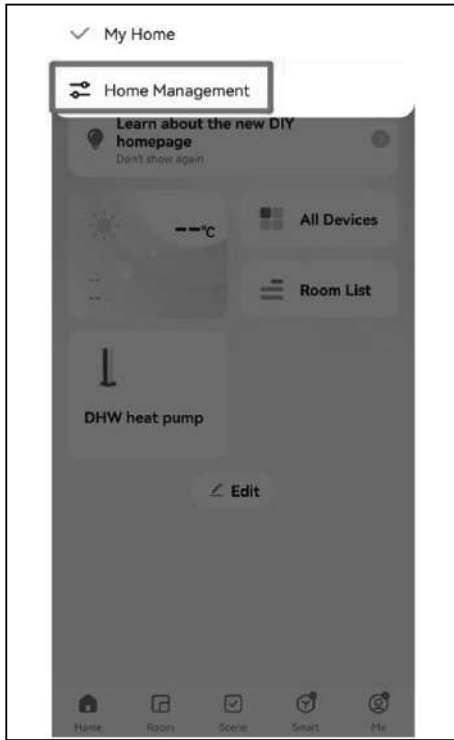 My Home
Home Management
Learn about the new DIY
homepage
Don't show again
--°C
All Devices
--
--
Room List
DHW heat pump
Edit
Home Room Scene Smart Me